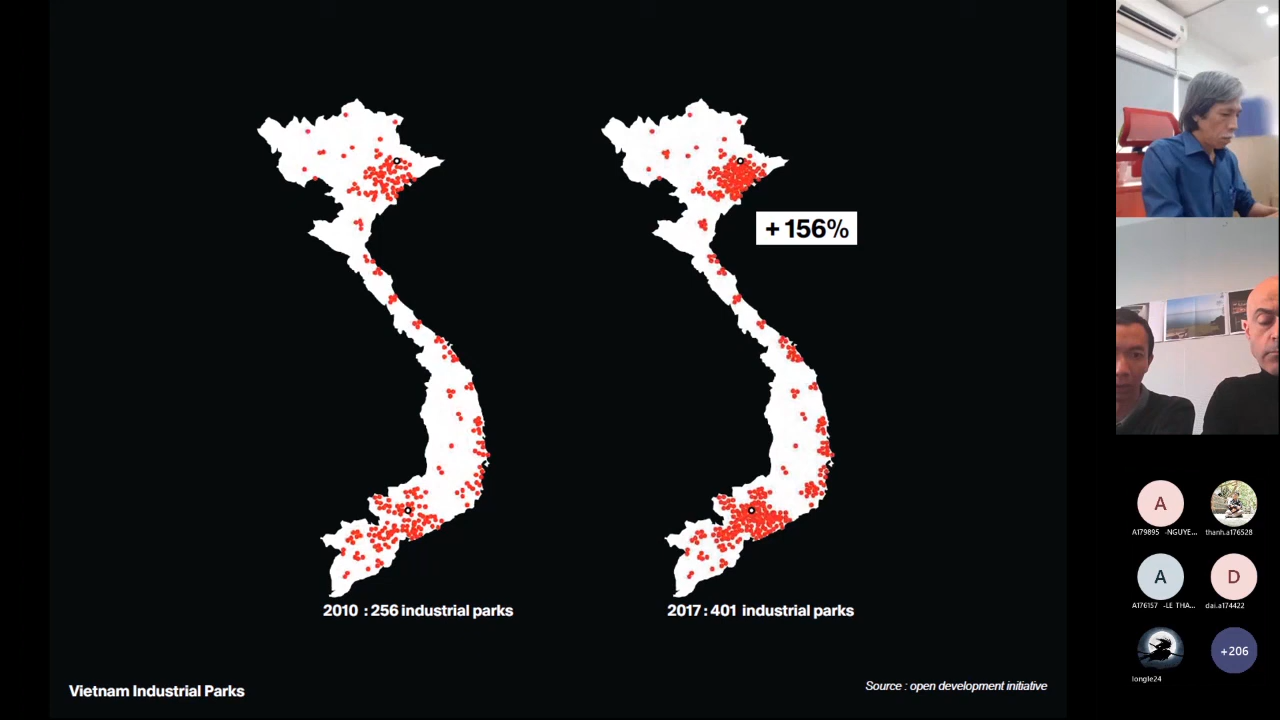 + 156%
2010 : 256 industrial parks
2017 : 401 industrial parks
Vietnam Industrial Parks
Source : open development initiative
A
A179895 -NGUYE...
thanh.a176528
A
D
A176157 -LE THA...
dai.a174422
+206
longle24